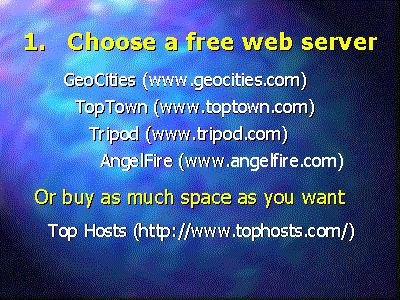 1. Choose a free web server
GeoCities (www.geocities.com)
TopTown (www.toptown.com)
Tripod (www.tripod.com)
AngelFire (www.angelfire.com)
Or buy as much space as you want
Top Hosts (http://www.tophosts.com/)